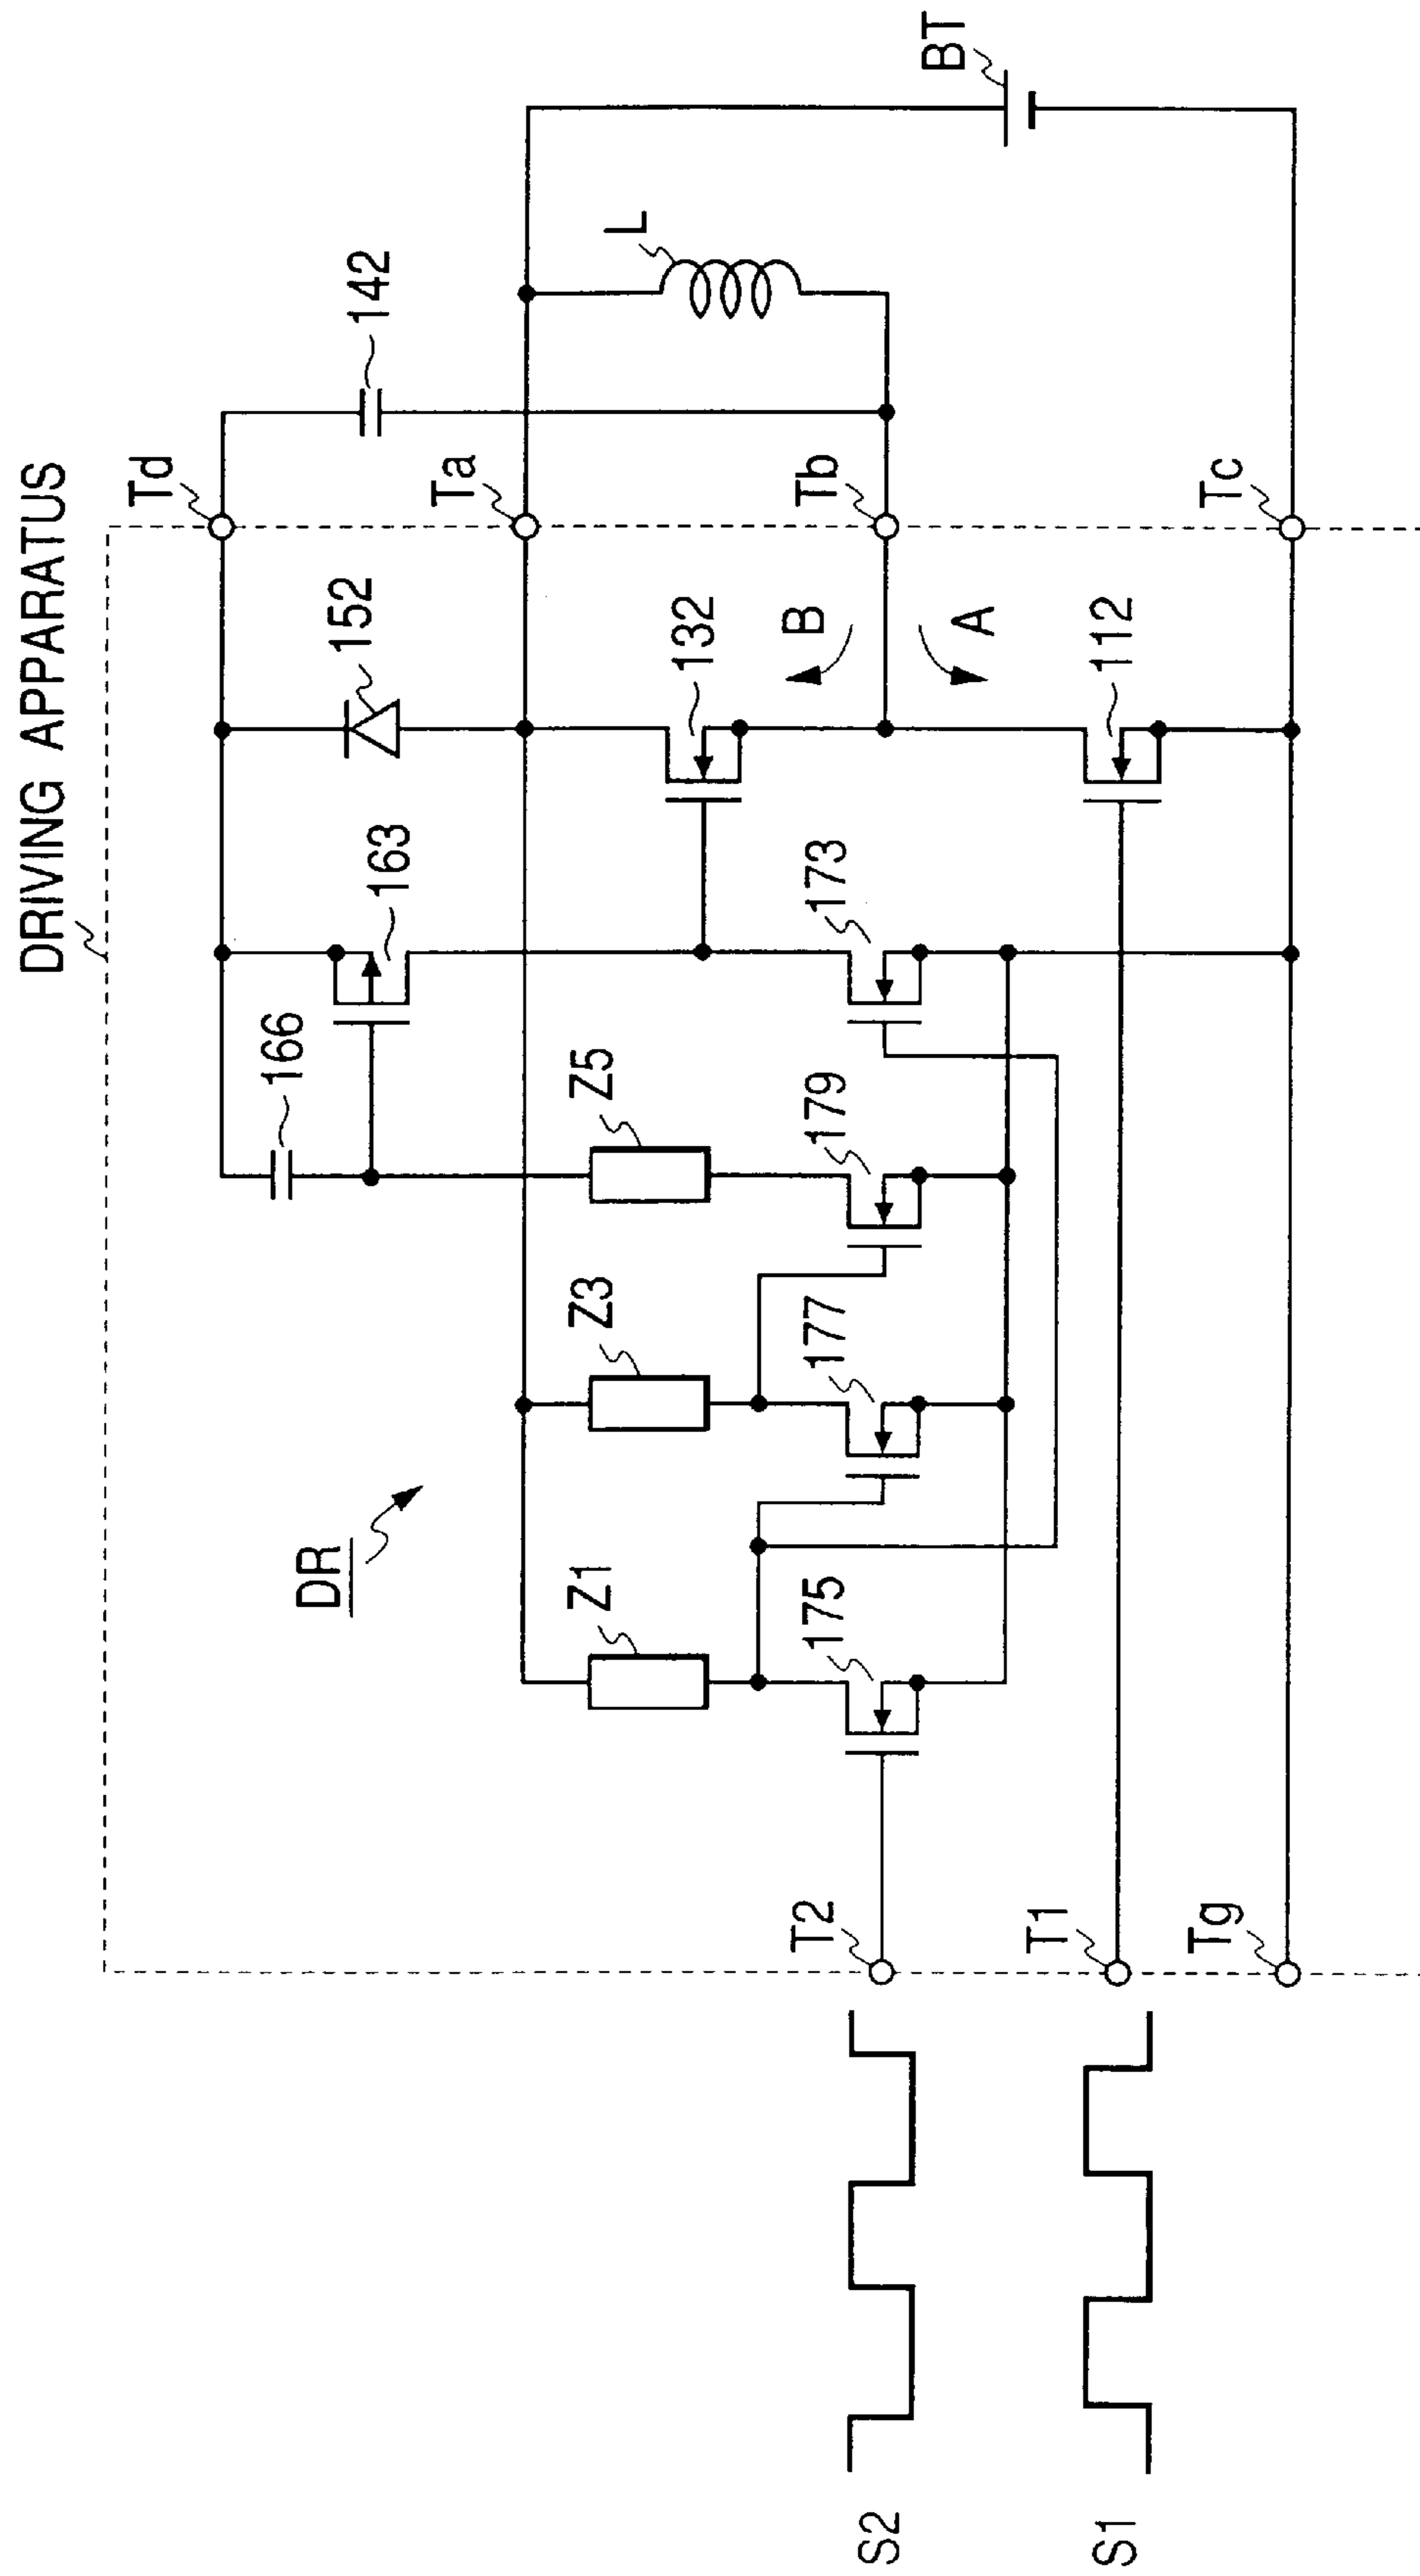 DRIVING APPARATUS
Td
Ta
Tb
Tc
142
L
BT
152
132
B
A
112
163
173
166
Z5
179
Z3
177
DR
Z1
175
T2
T1
Tg
S2
S1